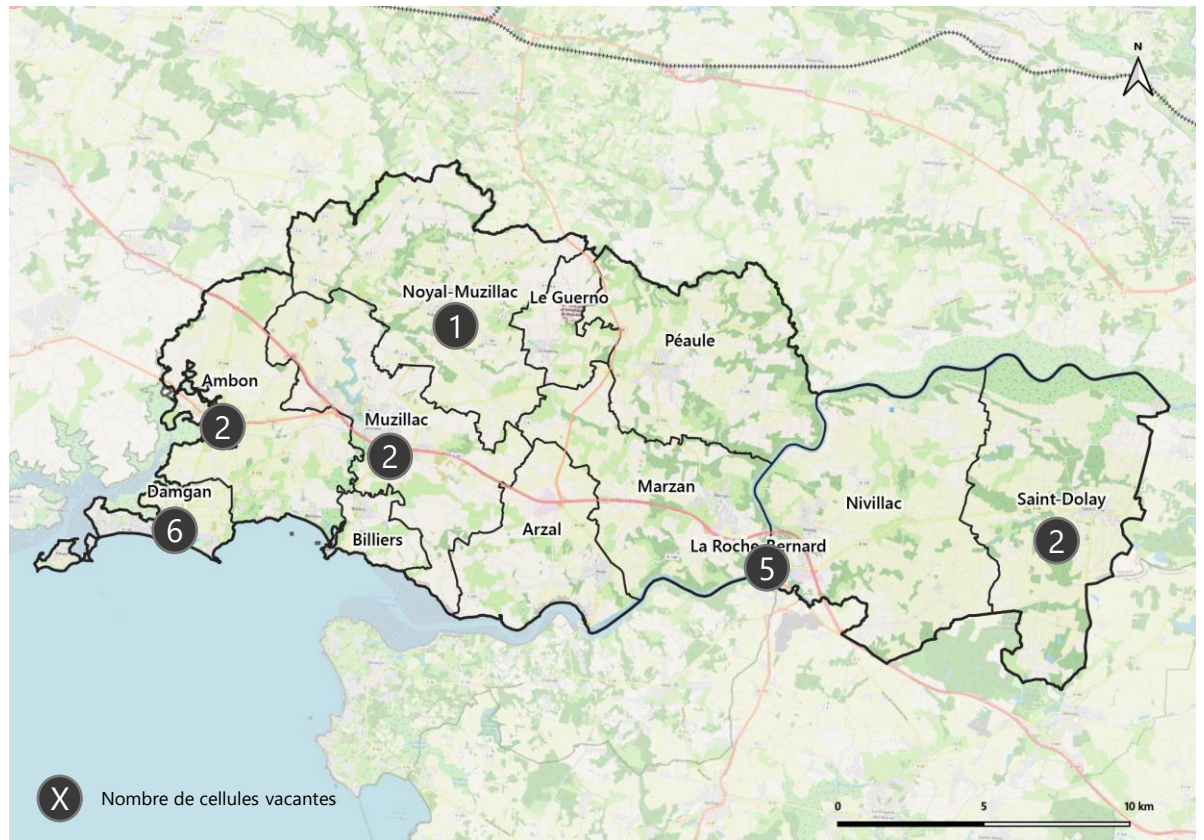 N
Noyal-Muzillac
1
Le Guerno
Péaule
Ambon
2
Muzillac
2
Damgan
6
Billiers
Arzal
Marzan
La Roche-Bernard
5
Nivillac
Saint-Dolay
2
X Nombre de cellules vacantes
0 5 10 km